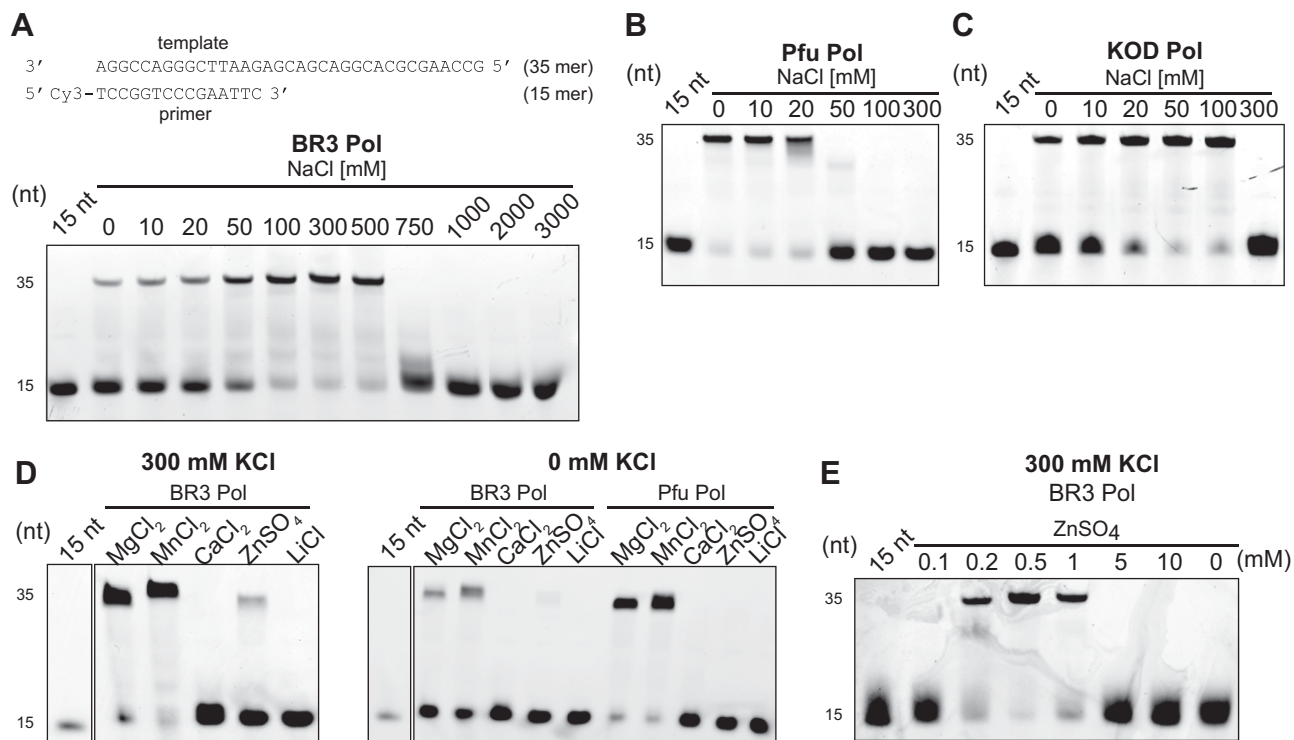 A
template
3' AGGCCAGGGCTTAAGAGCAGCAGGCACGCGAACCG 5' (35 mer)
5' Cy3-TCCGGTCCCGAATTC 3' (15 mer)
primer
BR3 Pol
NaCl [mM]
(nt) 15 nt 0 10 20 50 100 300 500 750 1000 2000 3000
35
15
B
Pfu Pol
(nt) NaCl [mM]
15 nt 0 10 20 50 100 300
35
15
C
KOD Pol
(nt) NaCl [mM]
15 nt 0 10 20 50 100 300
35
15
D
300 mM KCl
BR3 Pol
(nt) 15 nt MgCl2 MnCl2 CaCl2 ZnSO4 LiCl
35
15
0 mM KCl
BR3 Pol Pfu Pol
15 nt MgCl2 MnCl2 CaCl2 ZnSO4 LiCl MgCl2 MnCl2 CaCl2 ZnSO4 LiCl
E
300 mM KCl
BR3 Pol
ZnSO4
(nt) 15 nt 0.1 0.2 0.5 1 5 10 0 (mM)
35
15